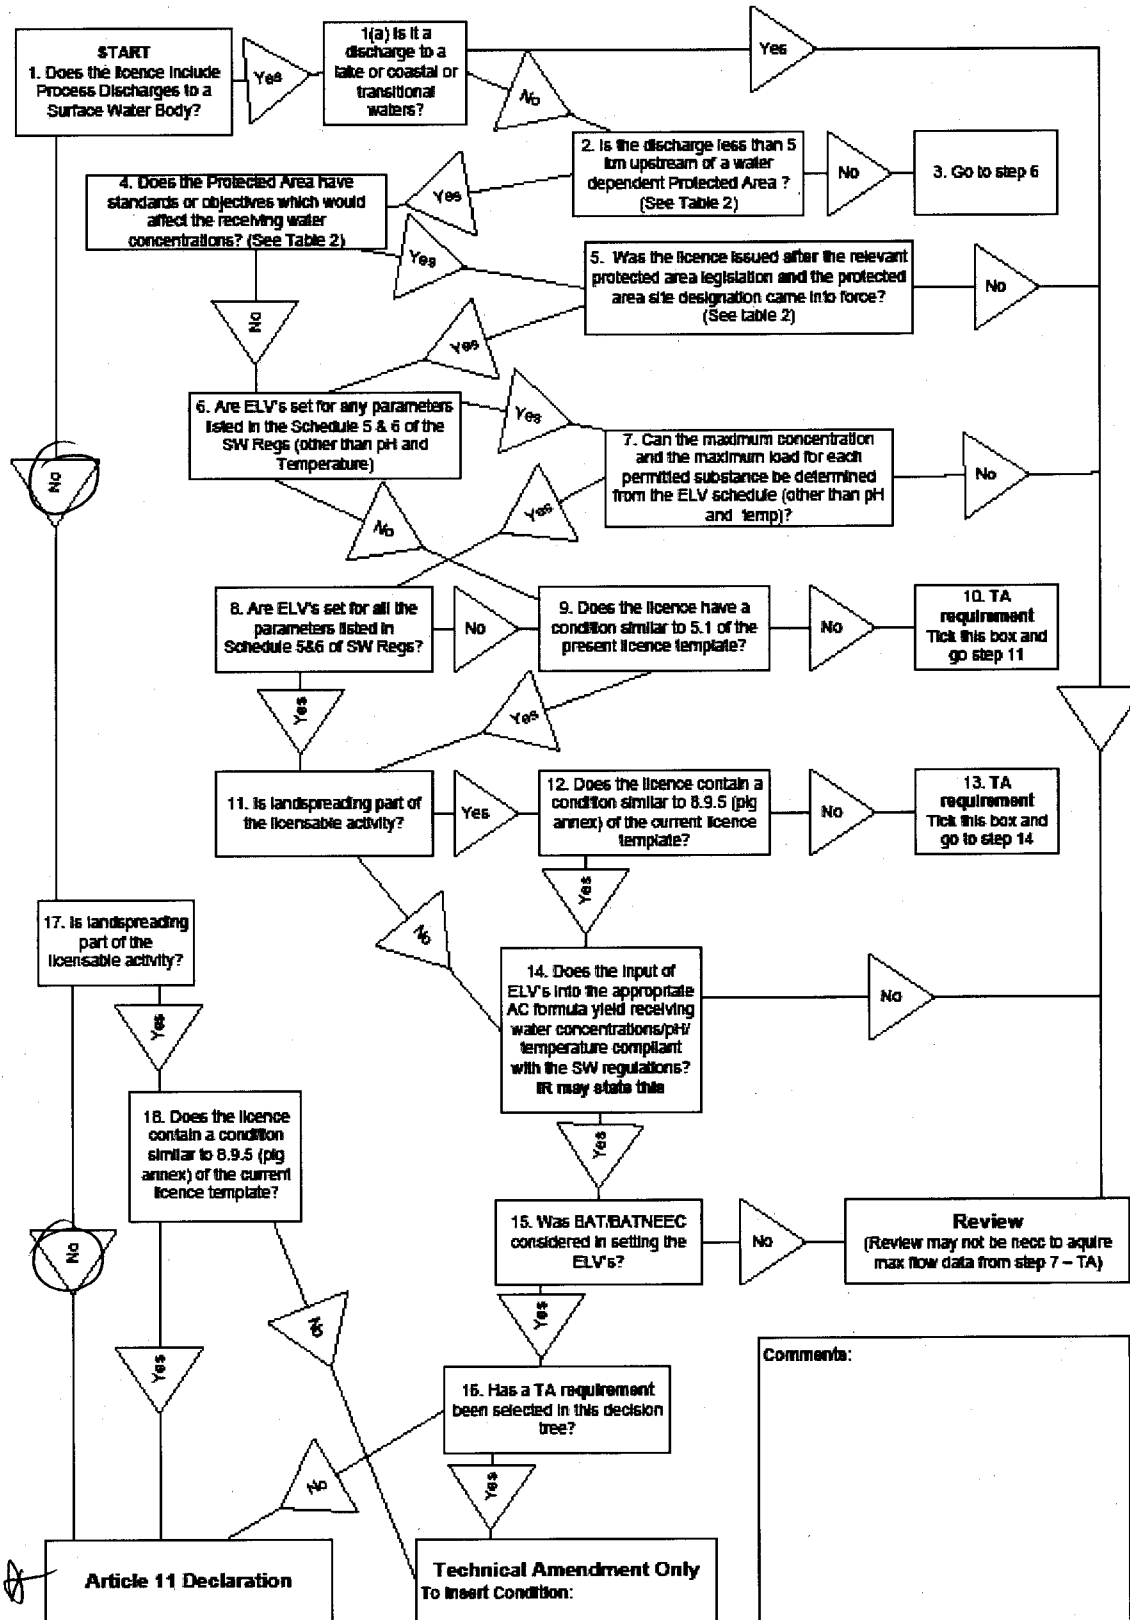 START
1. Does the licence include
Process Discharges to a
Surface Water Body?
Yes
1(a) Is it a
discharge to a
lake or coastal or
transitional
waters?
Yes
No
2. Is the discharge less than 5
km upstream of a water
dependent Protected Area ?
(See Table 2)
No
3. Go to step 6
Yes
4. Does the Protected Area have
standards or objectives which would
affect the receiving water
concentrations? (See Table 2)
Yes
No
5. Was the licence issued after the relevant
protected area legislation and the protected
area site designation came into force?
(See table 2)
No
Yes
6. Are ELV's set for any parameters
listed in the Schedule 5 & 6 of the
SW Regs (other than pH and
Temperature)
Yes
No
7. Can the maximum concentration
and the maximum load for each
permitted substance be determined
from the ELV schedule (other than pH
and temp)?
No
Yes
No
8. Are ELV's set for all the
parameters listed in
Schedule 5&6 of SW Regs?
No
9. Does the licence have a
condition similar to 5.1 of the
present licence template?
No
10. TA
requirement
Tick this box and
go step 11
Yes
Yes
11. Is landspreading part of
the licensable activity?
Yes
12. Does the licence contain a
condition similar to 8.9.5 (pig
annex) of the current licence
template?
No
13. TA
requirement
Tick this box and
go to step 14
Yes
No
17. Is landspreading
part of the
licensable activity?
14. Does the input of
ELV's into the appropritate
AC formula yield receiving
water concentrations/pH/
temperature compliant
with the SW regulations?
IR may state this
No
Yes
Yes
18. Does the licence
contain a condition
similar to 8.9.5 (pig
annex) of the current
licence template?
15. Was BAT/BATNEEC
considered in setting the
ELV's?
No
Review
(Review may not be necc to aquire
max flow data from step 7 – TA)
No
No
Yes
Yes
Comments:
16. Has a TA requirement
been selected in this decision
tree?
No
Yes
Article 11 Declaration
Technical Amendment Only
To Insert Condition: